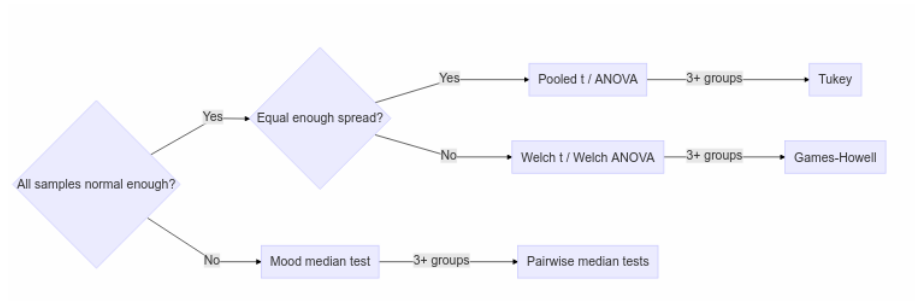 All samples normal enough?
Yes
Equal enough spread?
Yes
Pooled t / ANOVA
3+ groups
Tukey
No
Welch t / Welch ANOVA
3+ groups
Games-Howell
No
Mood median test
3+ groups
Pairwise median tests